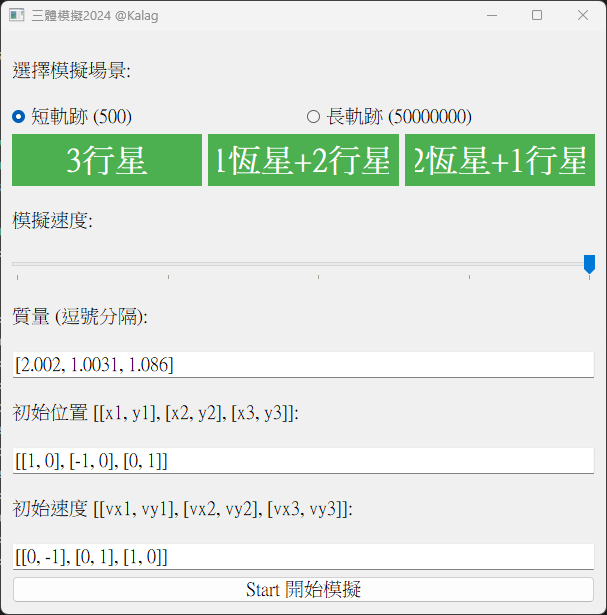 三體模擬2024 @Kalag
選擇模擬場景:
短軌跡 (500) 長軌跡 (50000000)
3行星 1恆星+2行星 2恆星+1行星
模擬速度:
質量 (逗號分隔):
[2.002, 1.0031, 1.086]
初始位置 [[x1, y1], [x2, y2], [x3, y3]]:
[[1, 0], [-1, 0], [0, 1]]
初始速度 [[vx1, vy1], [vx2, vy2], [vx3, vy3]]:
[[0, -1], [0, 1], [1, 0]]
Start 開始模擬